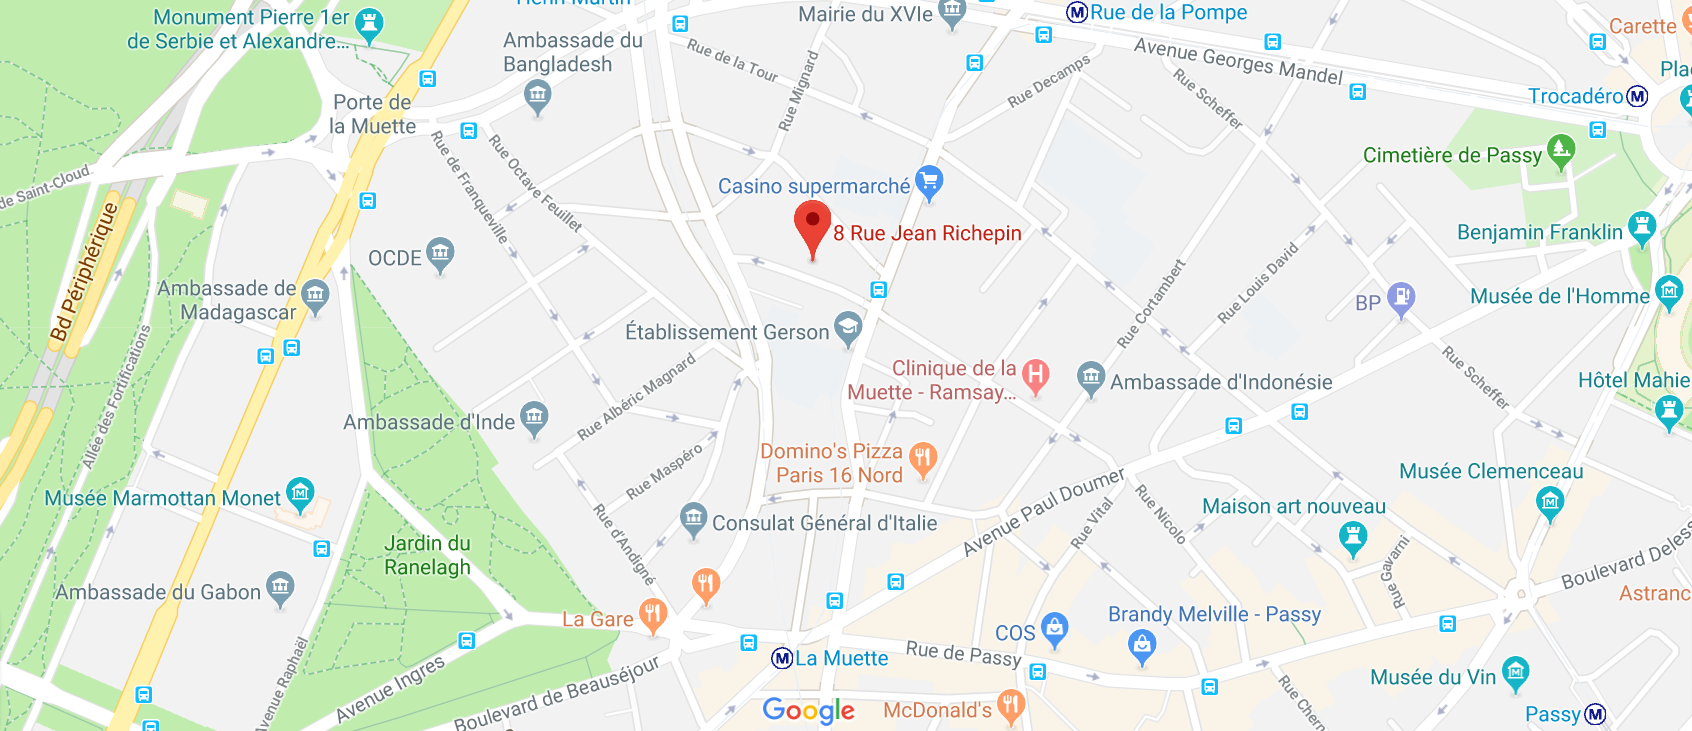 Monument Pierre 1er
de Serbie et Alexandre...
Henri Martin
Mairie du XVIe
Rue de la Pompe
Carette
Ambassade du
Bangladesh
Rue de la Tour
Rue Mignard
Rue Decamps
Avenue Georges Mandel
Rue Scheffer
Trocadéro
Porte de
la Muette
Cimetière de Passy
de Saint-Cloud
Rue de Franqueville
Rue Octave Feuillet
Casino supermarché
8 Rue Jean Richepin
Benjamin Franklin
Bd Périphérique
OCDE
Ambassade de
Madagascar
Rue Cortambert
Rue Louis David
BP
Musée de l'Homme
Établissement Gerson
Clinique de la
Muette - Ramsay...
Ambassade d'Indonésie
Rue Scheffer
Hôtel Mahie
Allée des Fortifications
Rue Albéric Magnard
Ambassade d'Inde
Domino's Pizza
Paris 16 Nord
Rue Maspéro
Musée Clemenceau
Musée Marmottan Monet
Maison art nouveau
Avenue Paul Doumer
Rue Vital
Rue Nicolo
Consulat Général d'Italie
Rue d'Andigné
Jardin du
Ranelagh
Rue Gavarni
Boulevard Deless
Ambassade du Gabon
Astranc
La Gare
COS
Brandy Melville - Passy
La Muette
Rue de Passy
Avenue Raphaël
Avenue Ingres
Boulevard de Beauséjour
Musée du Vin
Rue Chern
Google
McDonald's
Passy